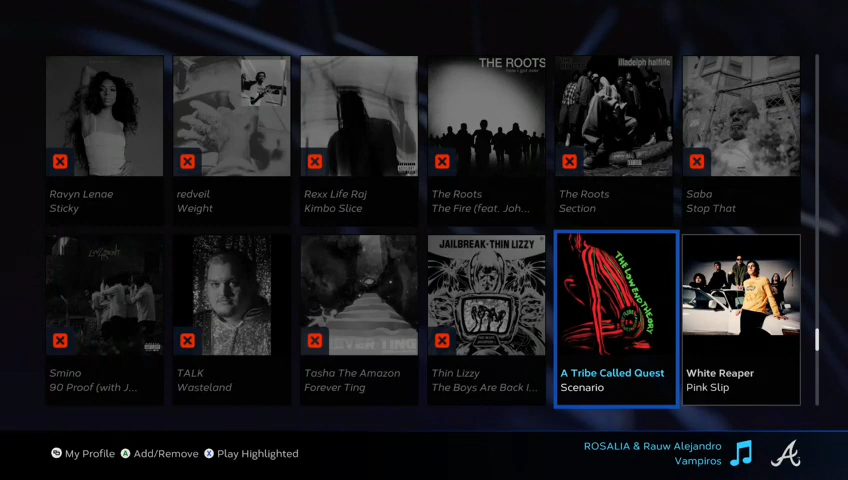 THE ROOTS
how i got over
illadelph halflife
Ravyn Lenae
Sticky
redveil
Weight
Rexx Life Raj
Kimbo Slice
The Roots
The Fire (feat. Joh...
The Roots
Section
Saba
Stop That
JAILBREAK·THIN LIZZY
THE LOW END THEORY
Smino
90 Proof (with J...
TALK
Wasteland
Tasha The Amazon
Forever Ting
Thin Lizzy
The Boys Are Back I...
A Tribe Called Quest
Scenario
White Reaper
Pink Slip
My Profile A Add/Remove X Play Highlighted
ROSALIA & Rauw Alejandro
Vampiros
A